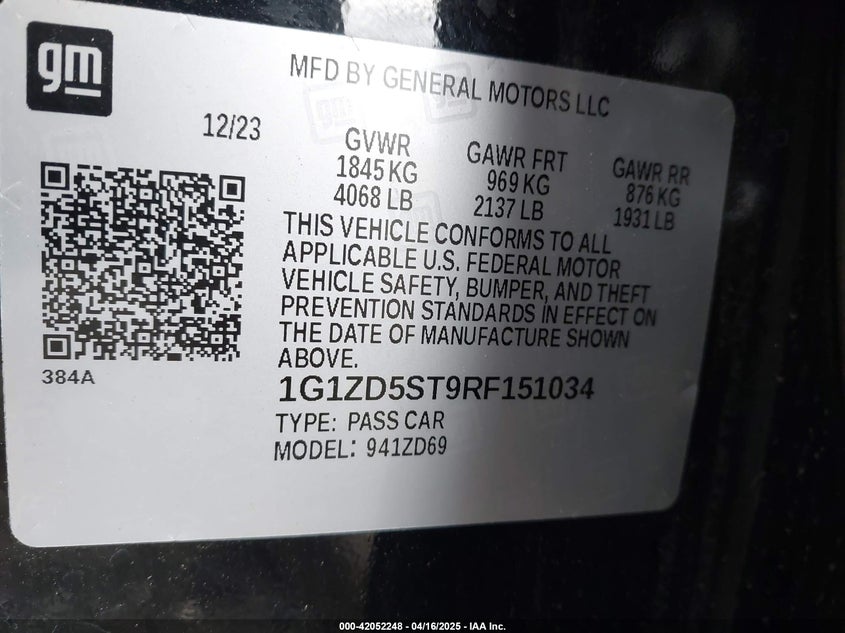 gm
MFD BY GENERAL MOTORS LLC
12/23
GVWR
1845 KG
4068 LB
GAWR FRT
969 KG
2137 LB
GAWR RR
876 KG
1931 LB
THIS VEHICLE CONFORMS TO ALL
APPLICABLE U.S. FEDERAL MOTOR
VEHICLE SAFETY, BUMPER, AND THEFT
PREVENTION STANDARDS IN EFFECT ON
THE DATE OF MANUFACTURE SHOWN
ABOVE.
384A
1G1ZD5ST9RF151034
TYPE: PASS CAR
MODEL: 941ZD69
000-42052248 - 04/16/2025 - IAA Inc.